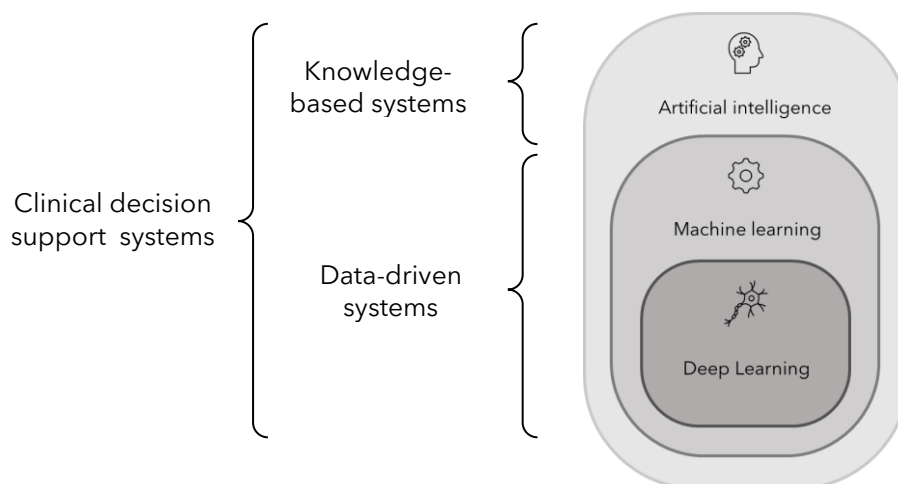 Knowledge-
based systems
Artificial intelligence
Clinical decision
support systems
Machine learning
Data-driven
systems
Deep Learning